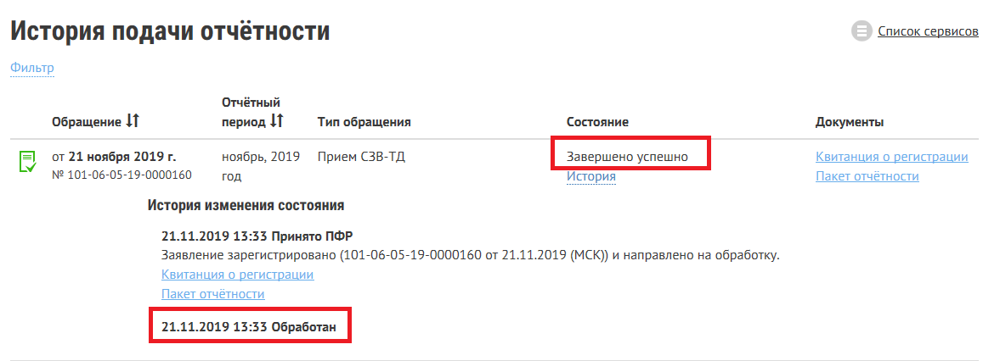 История подачи отчётности
Список сервисов
Фильтр
Обращение
Отчётный
период
Тип обращения
Состояние
Документы
от 21 ноября 2019 г.
№ 101-06-05-19-0000160
ноябрь, 2019
год
Прием СЗВ-ТД
Завершено успешно
История
Квитанция о регистрации
Пакет отчётности
История изменения состояния
21.11.2019 13:33 Принято ПФР
Заявление зарегистрировано (101-06-05-19-0000160 от 21.11.2019 (МСК)) и направлено на обработку.
Квитанция о регистрации
Пакет отчётности
21.11.2019 13:33 Обработан